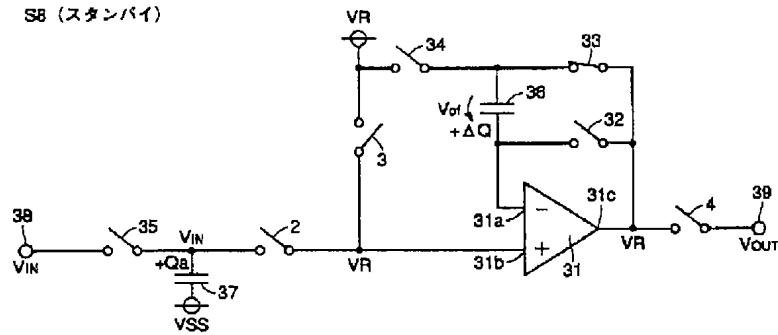 S8 (スタンバイ)
VR
34
33
36
Vof
+ΔQ
32
3
31c
4
39
38
35
VIN
2
31a
31b
31
VR
VR
VOUT
VIN
+Qa
37
VSS